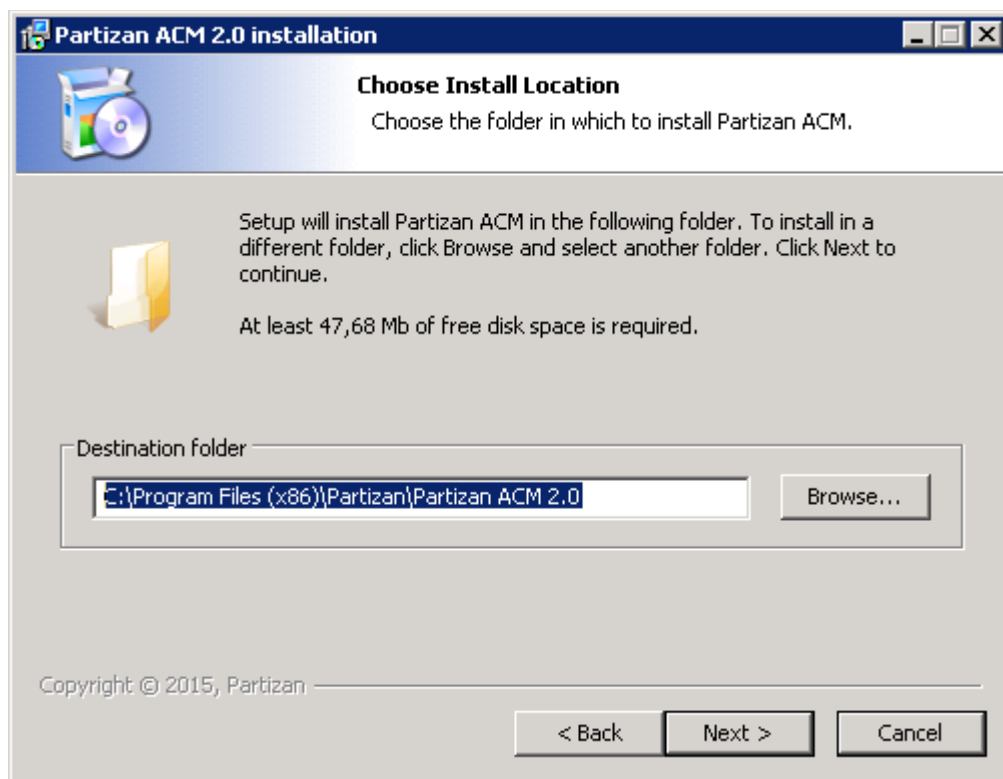 Partizan ACM 2.0 installation
Choose Install Location
Choose the folder in which to install Partizan ACM.
Setup will install Partizan ACM in the following folder. To install in a
different folder, click Browse and select another folder. Click Next to
continue.
At least 47,68 Mb of free disk space is required.
Destination folder
C:\Program Files (x86)\Partizan\Partizan ACM 2.0
Browse...
Copyright © 2015, Partizan
< Back
Next >
Cancel